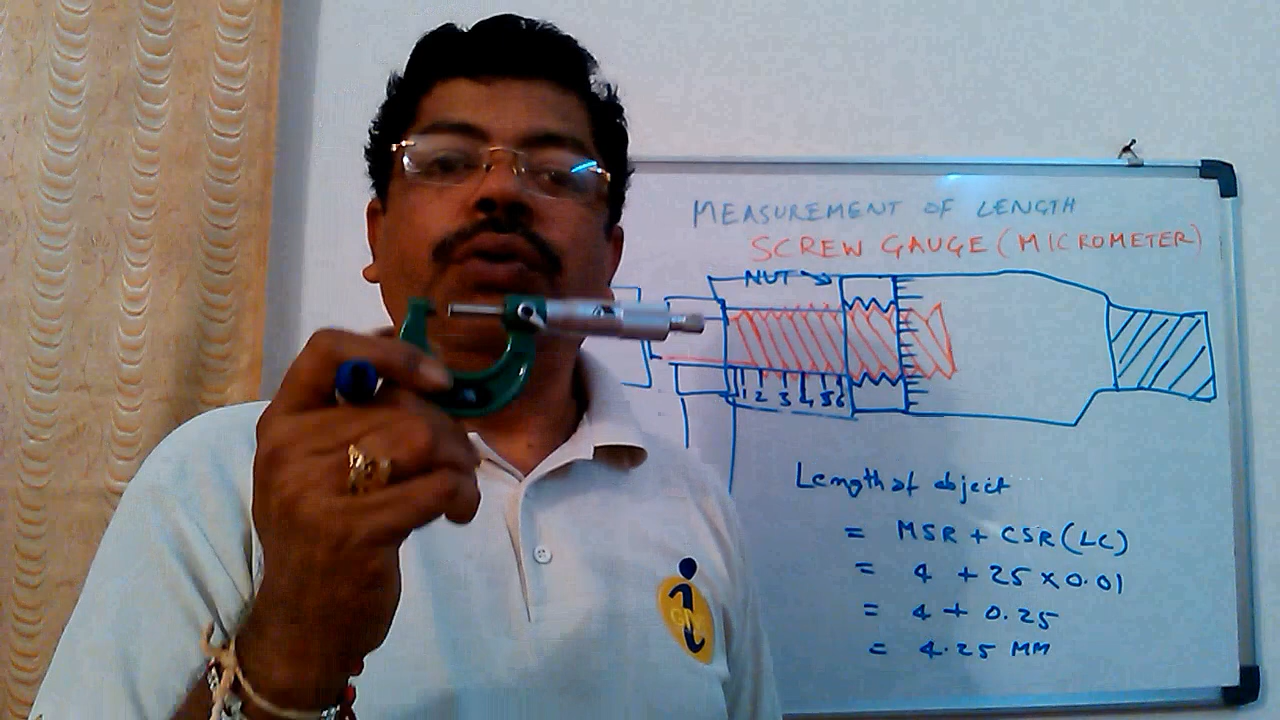 MEASUREMENT OF LENGTH
SCREW GAUGE (MICROMETER)
NUT
1 2 3 4 5 6
Length of object
= MSR + CSR (LC)
= 4 + 25 × 0.01
= 4 + 0.25
= 4.25 MM